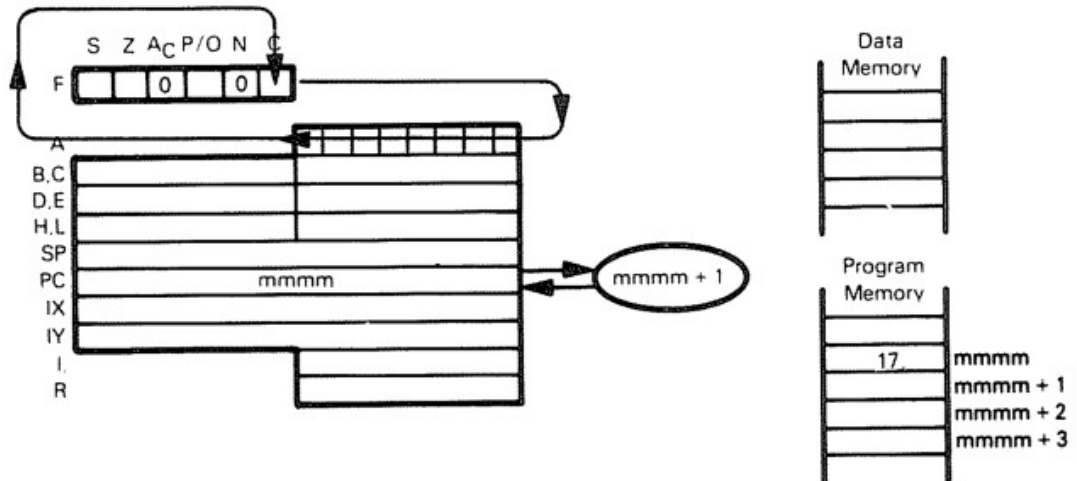 S Z AC P/O N C
F 0 0
A
B,C
D,E
H,L
SP
PC mmmm
IX
IY
I
R
mmmm + 1
Data
Memory
Program
Memory
17 mmmm
mmmm + 1
mmmm + 2
mmmm + 3